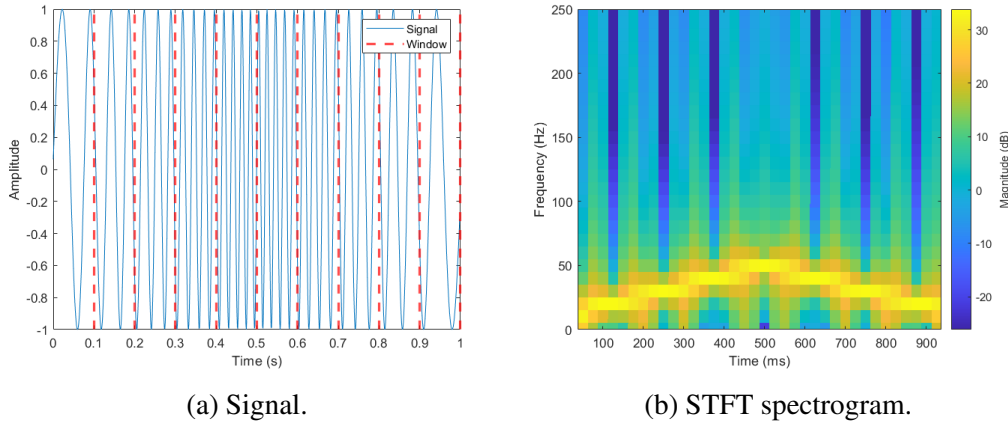 1
0.8
0.6
0.4
0.2
0
-0.2
-0.4
-0.6
-0.8
-1
Amplitude
Signal
Window
0 0.1 0.2 0.3 0.4 0.5 0.6 0.7 0.8 0.9 1
Time (s)
(a) Signal.
250
200
150
100
50
0
Frequency (Hz)
100 200 300 400 500 600 700 800 900
Time (ms)
30
20
10
0
-10
-20
Magnitude (dB)
(b) STFT spectrogram.